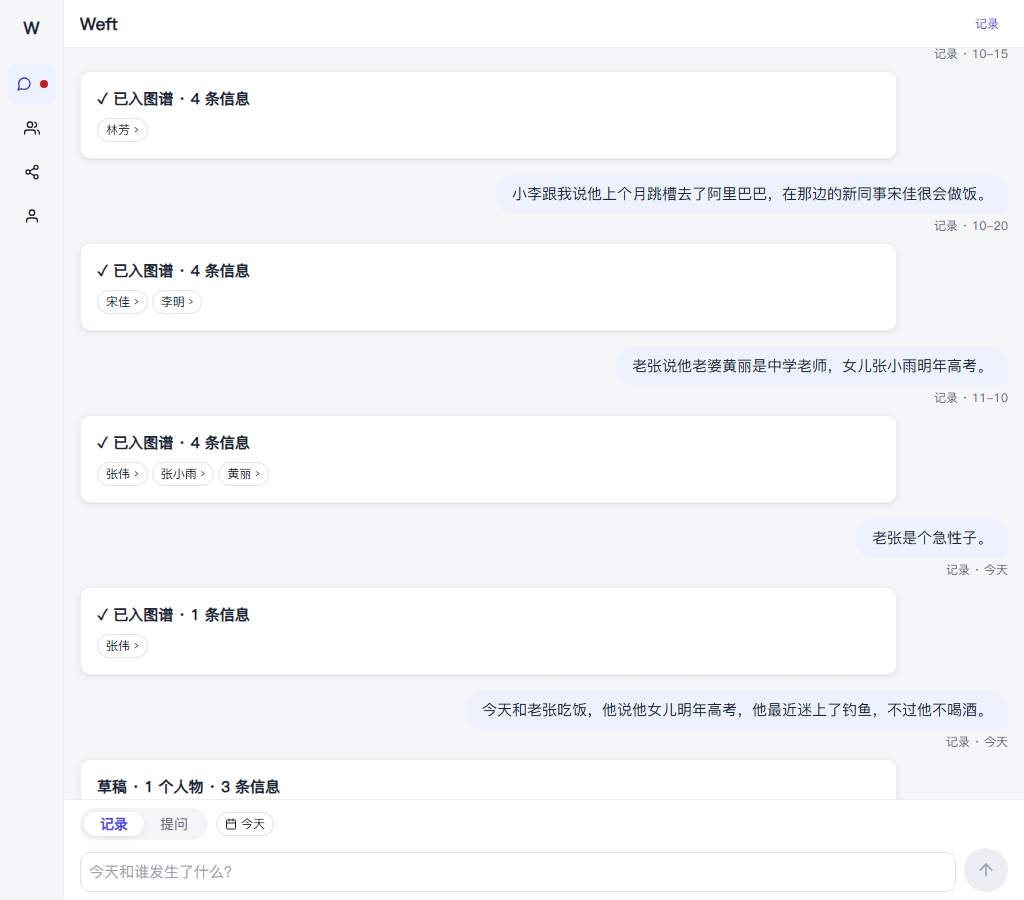 W
Weft
记录
记录 · 10–15
✓ 已入图谱 · 4 条信息
林芳 ›
小李跟我说他上个月跳槽去了阿里巴巴，在那边的新同事宋佳很会做饭。
记录 · 10–20
✓ 已入图谱 · 4 条信息
宋佳 › 李明 ›
老张说他老婆黄丽是中学老师，女儿张小雨明年高考。
记录 · 11–10
✓ 已入图谱 · 4 条信息
张伟 › 张小雨 › 黄丽 ›
老张是个急性子。
记录 · 今天
✓ 已入图谱 · 1 条信息
张伟 ›
今天和老张吃饭，他说他女儿明年高考，他最近迷上了钓鱼，不过他不喝酒。
记录 · 今天
草稿 · 1 个人物 · 3 条信息
记录 提问 今天
今天和谁发生了什么？